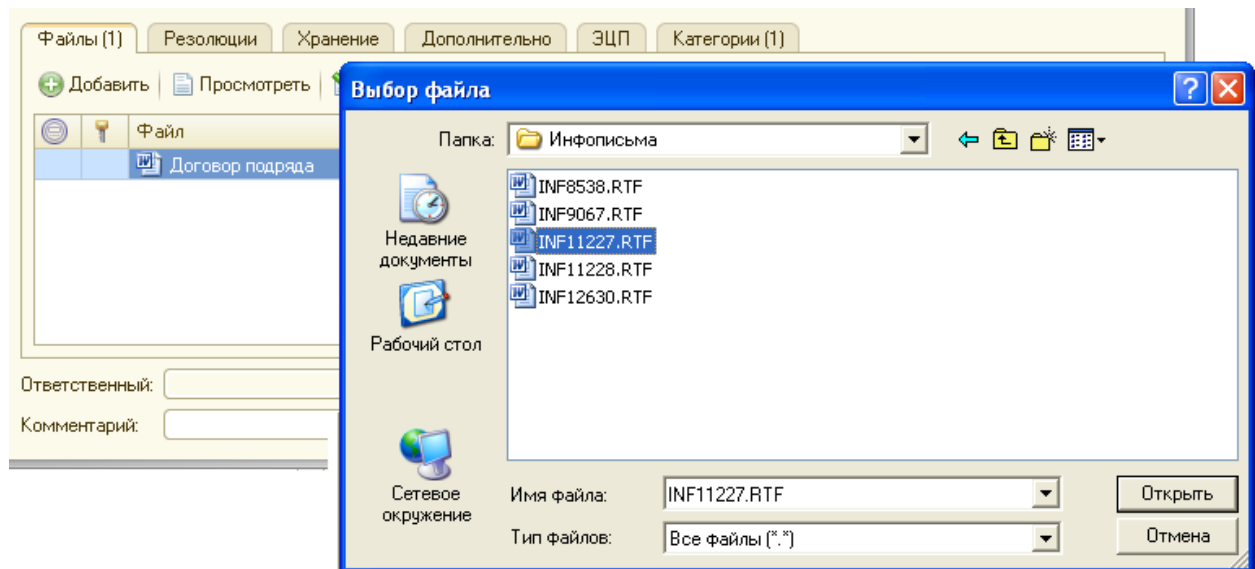 Файлы (1) Резолюции Хранение Дополнительно ЭЦП Категории (1)
Добавить Просмотреть
Файл
Договор подряда
Ответственный:
Комментарий:
Выбор файла
Папка: Инфописьма
INF8538.RTF
INF9067.RTF
INF11227.RTF
INF11228.RTF
INF12630.RTF
Недавние
документы
Рабочий стол
Сетевое
окружение
Имя файла: INF11227.RTF Открыть
Тип файлов: Все файлы (*.*) Отмена